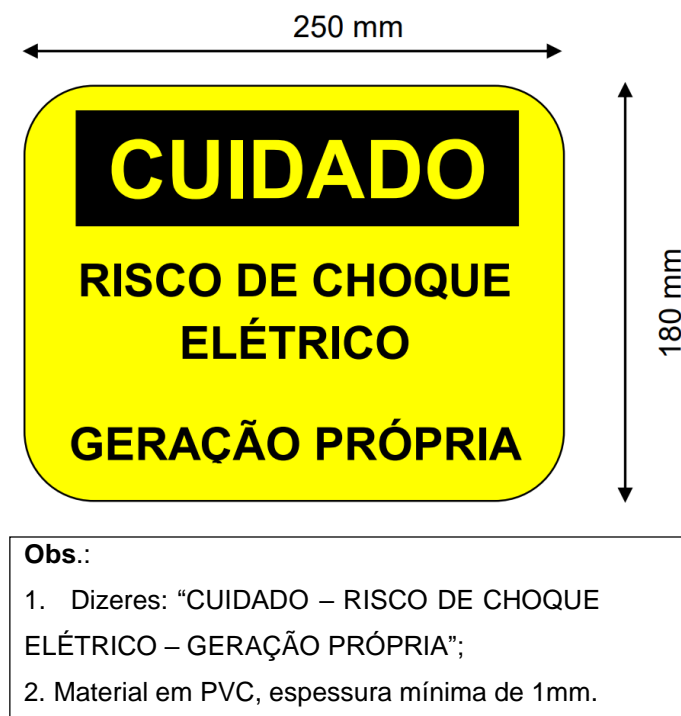 250 mm
CUIDADO
RISCO DE CHOQUE
ELÉTRICO
GERAÇÃO PRÓPRIA
180 mm
Obs.:
1. Dizeres: “CUIDADO – RISCO DE CHOQUE
ELÉTRICO – GERAÇÃO PRÓPRIA”;
2. Material em PVC, espessura mínima de 1mm.